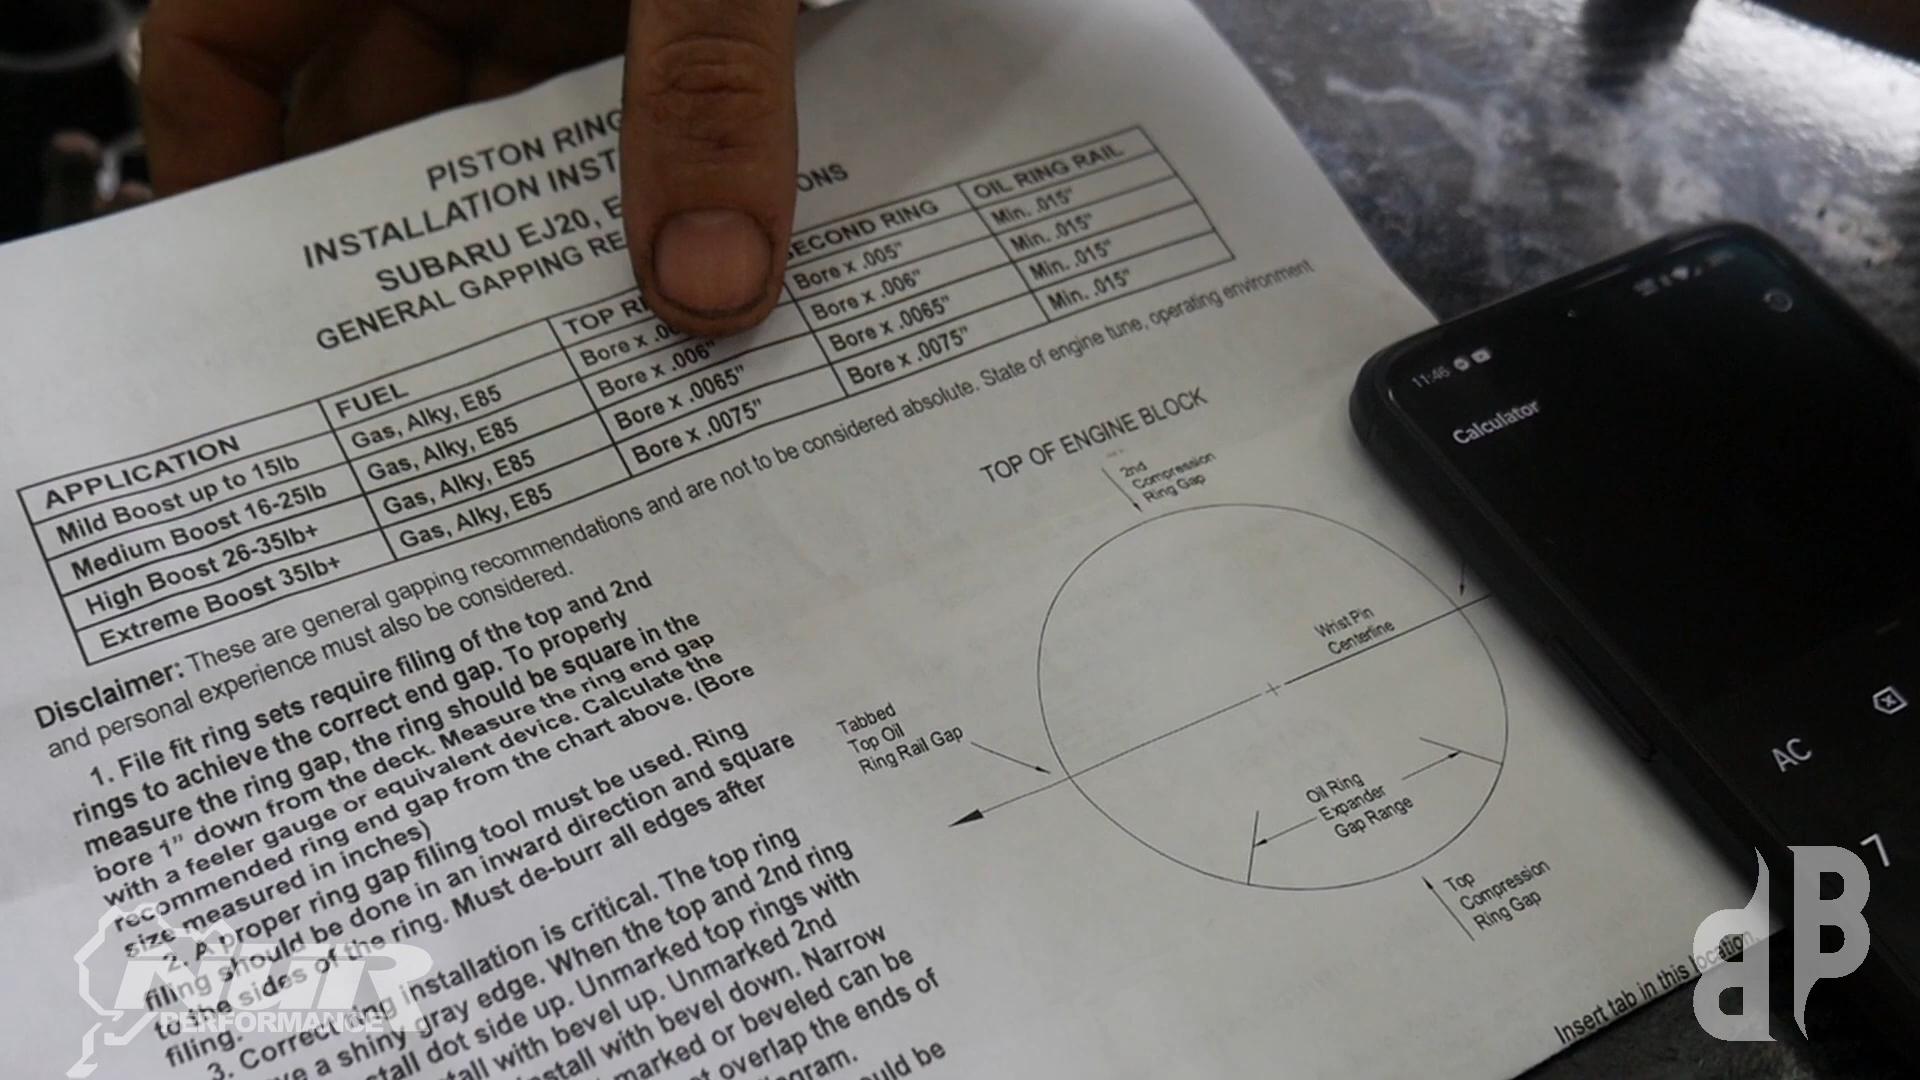 PISTON RING
INSTALLATION INST
SUBARU EJ20, E
GENERAL GAPPING RE ONS
APPLICATION FUEL TOP RI SECOND RING OIL RING RAIL
Mild Boost up to 15lb Gas, Alky, E85 Bore x .00 Bore x .005" Min. .015"
Medium Boost 16-25lb Gas, Alky, E85 Bore x .006" Bore x .006" Min. .015"
High Boost 26-35lb+ Gas, Alky, E85 Bore x .0065" Bore x .0065" Min. .015"
Extreme Boost 35lb+ Gas, Alky, E85 Bore x .0075" Bore x .0075" Min. .015"
Disclaimer: These are general gapping recommendations and are not to be considered absolute. State of engine tune, operating environment
and personal experience must also be considered.
1. File fit ring sets require filing of the top and 2nd
rings to achieve the correct end gap. To properly
measure the ring gap, the ring should be square in the
bore 1” down from the deck. Measure the ring end gap
with a feeler gauge or equivalent device. Calculate the
recommended ring end gap from the chart above. (Bore
size measured in inches)
2. A proper ring gap filing tool must be used. Ring
filing should be done in an inward direction and square
to the sides of the ring. Must de-burr all edges after
filing.
3. Correct ring installation is critical. The top ring
a shiny gray edge. When the top and 2nd ring
dot side up. Unmarked top rings with
with bevel up. Unmarked 2nd
with bevel down. Narrow
marked or beveled can be
overlap the ends of
TOP OF ENGINE BLOCK
2nd
Compression
Ring Gap
Wrist Pin
Centerline
Tabbed
Top Oil
Ring Rail Gap
Oil Ring
Expander
Gap Range
Top
Compression
Ring Gap
Insert tab in this location.
11:46
Calculator
AC
7
NUR
PERFORMANCE
B